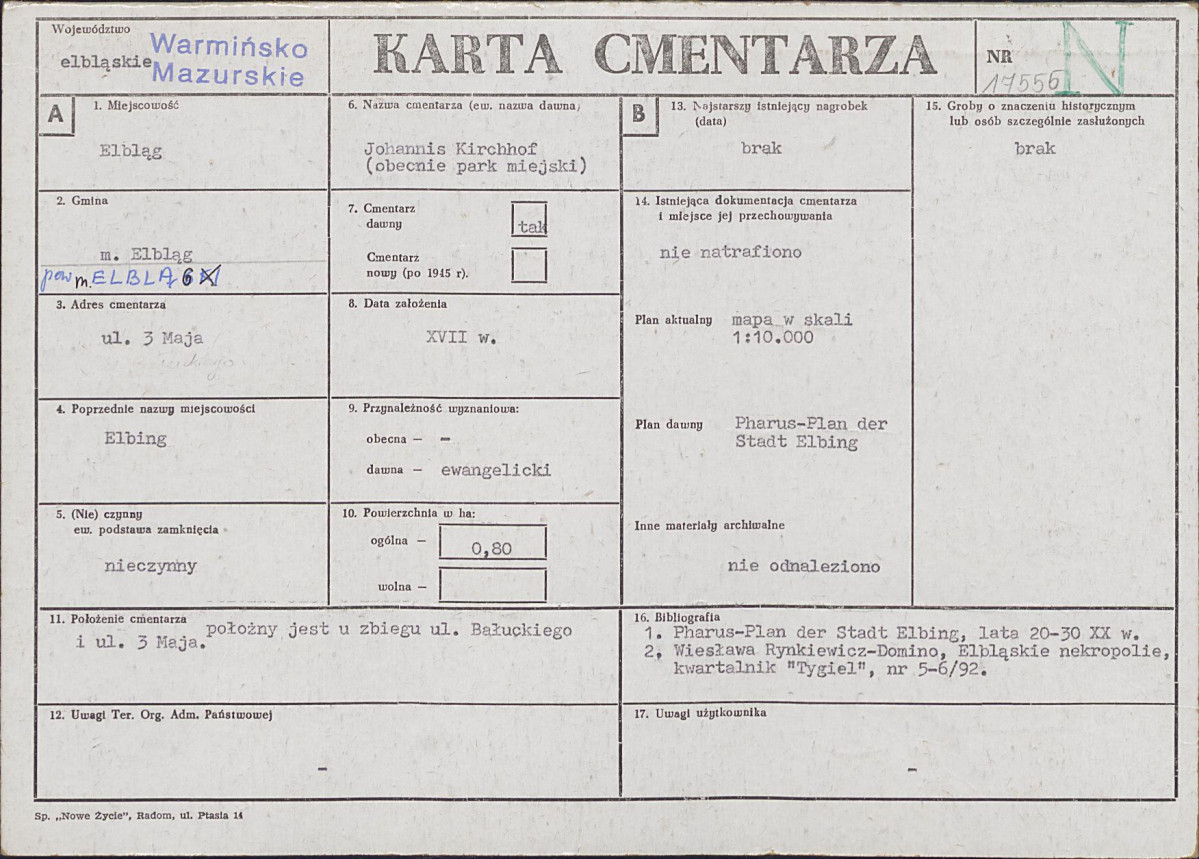 Województwo
elbląskie
Warmińsko
Mazurskie
KARTA CMENTARZA
NR
17556
N
A
1. Miejscowość
Elbląg
2. Gmina
m. Elbląg
pow m. ELBLĄG
3. Adres cmentarza
ul. 3 Maja
4. Poprzednie nazwy miejscowości
Elbing
5. (Nie) czynny
ew. podstawa zamknięcia
nieczynny
6. Nazwa cmentarza (ew. nazwa dawna)
Johannis Kirchhof
(obecnie park miejski)
7. Cmentarz
dawny
tak
Cmentarz
nowy (po 1945 r).
8. Data założenia
XVII w.
9. Przynależność wyznaniowa:
obecna — -
dawna — ewangelicki
10. Powierzchnia w ha:
ogólna — 0,80
wolna —
B
13. Najstarszy istniejący nagrobek
(data)
brak
14. Istniejąca dokumentacja cmentarza
i miejsce jej przechowywania
nie natrafiono
Plan aktualny mapa w skali
1:10.000
Plan dawny Pharus-Plan der
Stadt Elbing
Inne materiały archiwalne
nie odnaleziono
15. Groby o znaczeniu historycznym
lub osób szczególnie zasłużonych
brak
11. Położenie cmentarza
położny jest u zbiegu ul. Bałuckiego
i ul. 3 Maja.
16. Bibliografia
1. Pharus-Plan der Stadt Elbing, lata 20-30 XX w.
2. Wiesława Rynkiewicz-Domino, Elbląskie nekropolie,
kwartalnik "Tygiel", nr 5-6/92.
12. Uwagi Ter. Org. Adm. Państwowej
-
17. Uwagi użytkownika
-
Sp. „Nowe Życie", Radom, ul. Ptasia 14